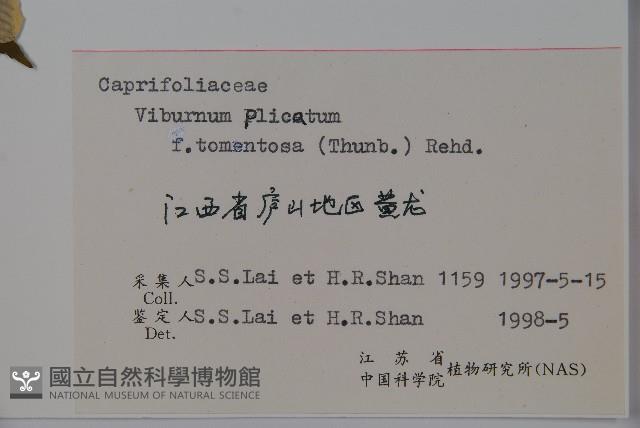 Caprifoliaceae
Viburnum plicatum
f.tomentosa (Thunb.) Rehd.
江西省庐山地区黄龙
采集人 S.S.Lai et H.R.Shan 1159 1997-5-15
Coll.
鉴定人 S.S.Lai et H.R.Shan 1998-5
Det.
江苏省
中国科学院 植物研究所(NAS)
國立自然科學博物館
NATIONAL MUSEUM OF NATURAL SCIENCE